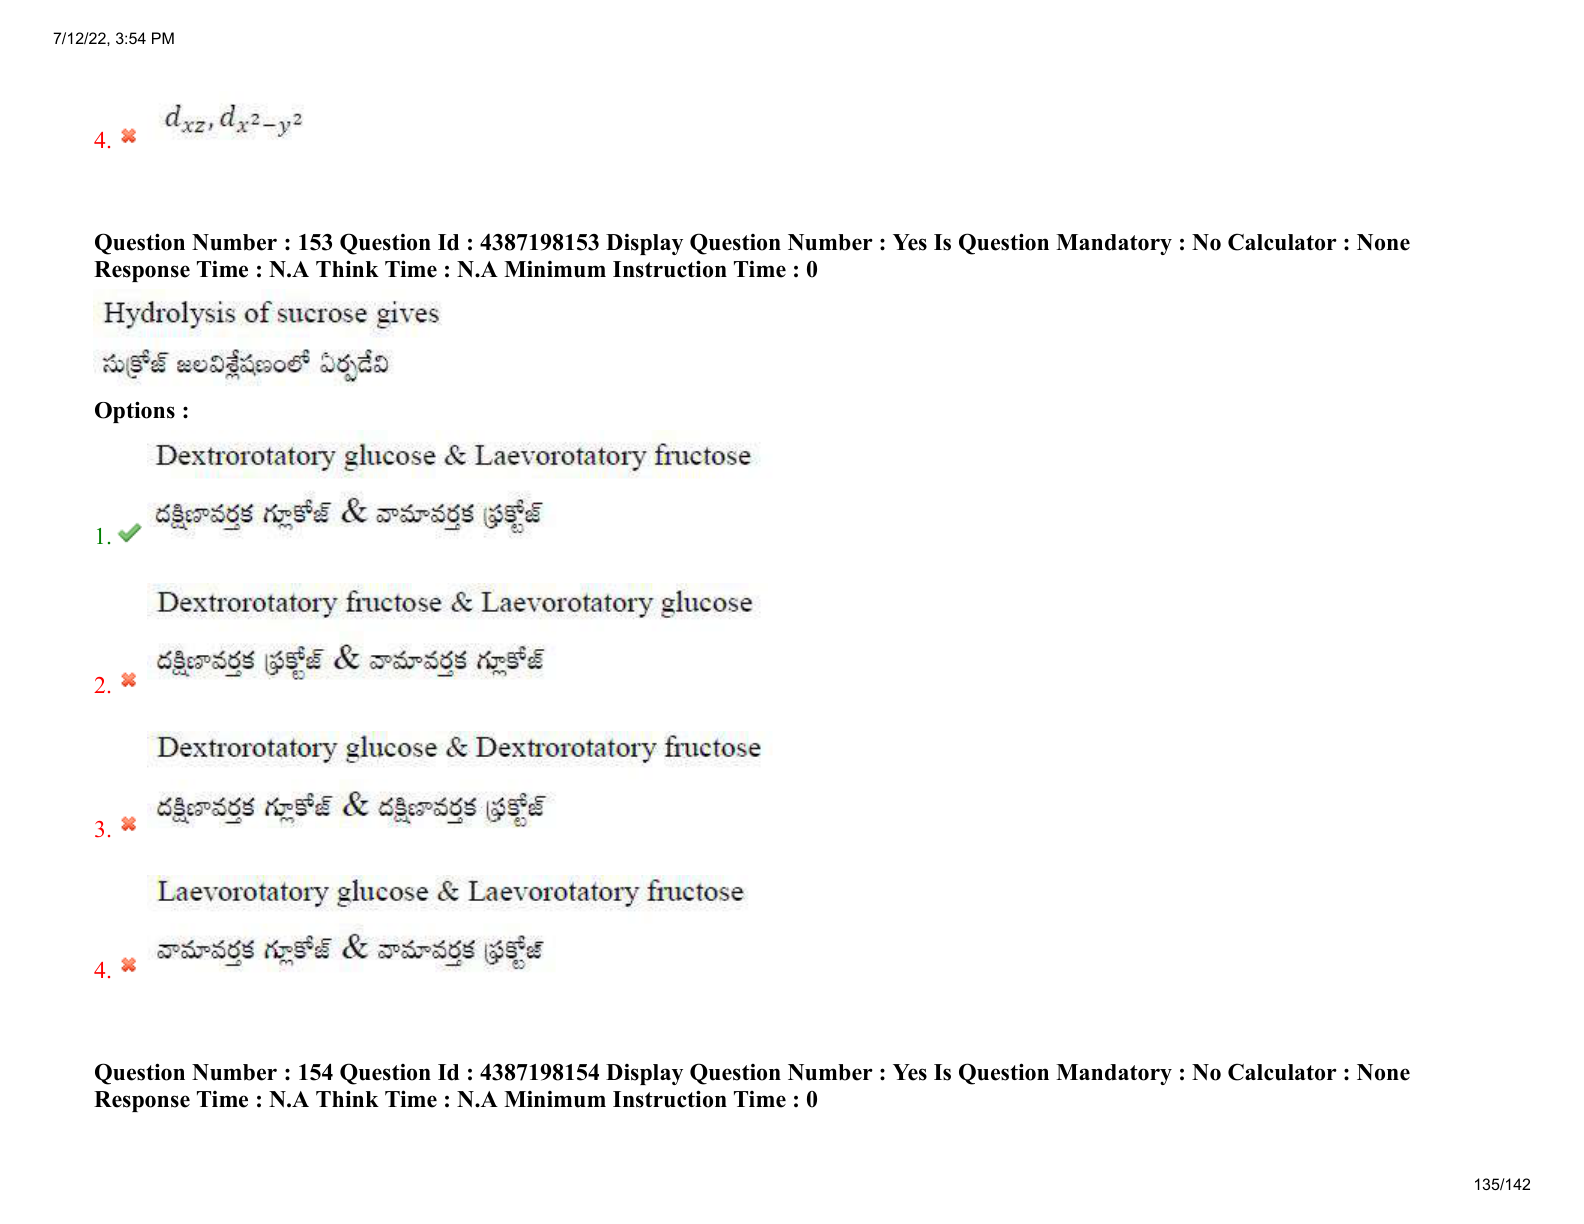 7/12/22, 3:54 PM
4. d_{xz}, d_{x²−y²}
Question Number : 153 Question Id : 4387198153 Display Question Number : Yes Is Question Mandatory : No Calculator : None
Response Time : N.A Think Time : N.A Minimum Instruction Time : 0
Hydrolysis of sucrose gives
సుక్రోజ్ జలవిశ్లేషణంలో ఏర్పడేవి
Options :
Dextrorotatory glucose & Laevorotatory fructose
1. దక్షిణావర్తక గ్లూకోజ్ & వామావర్తక ఫ్రక్టోజ్
Dextrorotatory fructose & Laevorotatory glucose
దక్షిణావర్తక ఫ్రక్టోజ్ & వామావర్తక గ్లూకోజ్
2.
Dextrorotatory glucose & Dextrorotatory fructose
దక్షిణావర్తక గ్లూకోజ్ & దక్షిణావర్తక ఫ్రక్టోజ్
3.
Laevorotatory glucose & Laevorotatory fructose
వామావర్తక గ్లూకోజ్ & వామావర్తక ఫ్రక్టోజ్
4.
Question Number : 154 Question Id : 4387198154 Display Question Number : Yes Is Question Mandatory : No Calculator : None
Response Time : N.A Think Time : N.A Minimum Instruction Time : 0
135/142